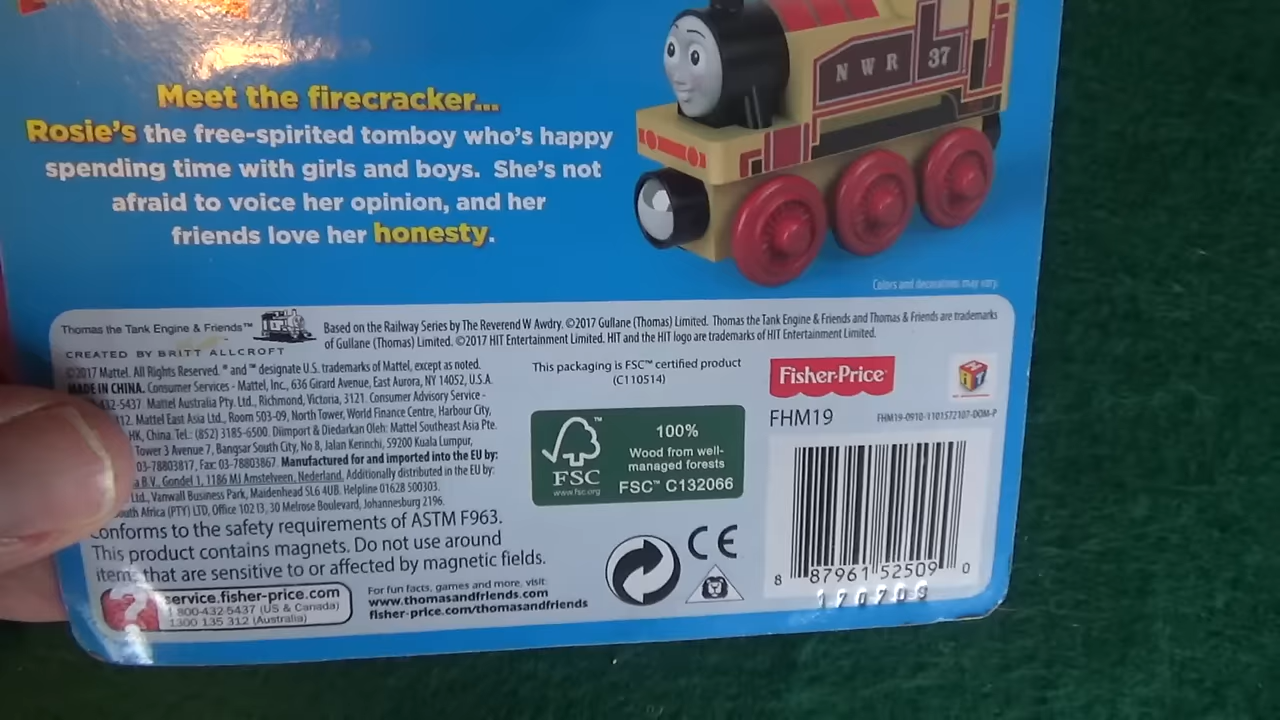 Meet the firecracker...
Rosie's the free-spirited tomboy who's happy
spending time with girls and boys. She's not
afraid to voice her opinion, and her
friends love her honesty.
N W R 37
Colors and decorations may vary.
Thomas the Tank Engine & Friends™
CREATED BY BRITT ALLCROFT
Based on the Railway Series by The Reverend W Awdry. ©2017 Gullane (Thomas) Limited. Thomas the Tank Engine & Friends and Thomas & Friends are trademarks
of Gullane (Thomas) Limited. ©2017 HIT Entertainment Limited. HIT and the HIT logo are trademarks of HIT Entertainment Limited.
©2017 Mattel. All Rights Reserved. ® and ™ designate U.S. trademarks of Mattel, except as noted.
MADE IN CHINA. Consumer Services - Mattel, Inc., 636 Girard Avenue, East Aurora, NY 14052, U.S.A.
432-5437. Mattel Australia Pty. Ltd., Richmond, Victoria, 3121. Consumer Advisory Service -
12. Mattel East Asia Ltd., Room 503-09, North Tower, World Finance Centre, Harbour City,
HK, China. Tel.: (852) 3185-6500. Diimport & Diedarkan Oleh: Mattel Southeast Asia Pte.
Tower 3 Avenue 7, Bangsar South City, No 8, Jalan Kerinchi, 59200 Kuala Lumpur,
03-78803817, Fax: 03-78803867. Manufactured for and imported into the EU by:
B.V., Gondel 1, 1186 MJ Amstelveen, Nederland. Additionally distributed in the EU by:
Ltd., Vanwall Business Park, Maidenhead SL6 4UB. Helpline 01628 500303.
South Africa (PTY) LTD, Office 102 I3, 30 Melrose Boulevard, Johannesburg 2196.
Conforms to the safety requirements of ASTM F963.
This product contains magnets. Do not use around
items that are sensitive to or affected by magnetic fields.
service.fisher-price.com
1 800-432-5437 (US & Canada)
1300 135 312 (Australia)
For fun facts, games and more, visit:
www.thomasandfriends.com
fisher-price.com/thomasandfriends
This packaging is FSC™ certified product
(C110514)
FSC
www.fsc.org
100%
Wood from well-
managed forests
FSC™ C132066
CE
Fisher-Price
HIT
FHM19
FHM19-0910-1101572107-DOM-P
8 87961 52509 0
170709